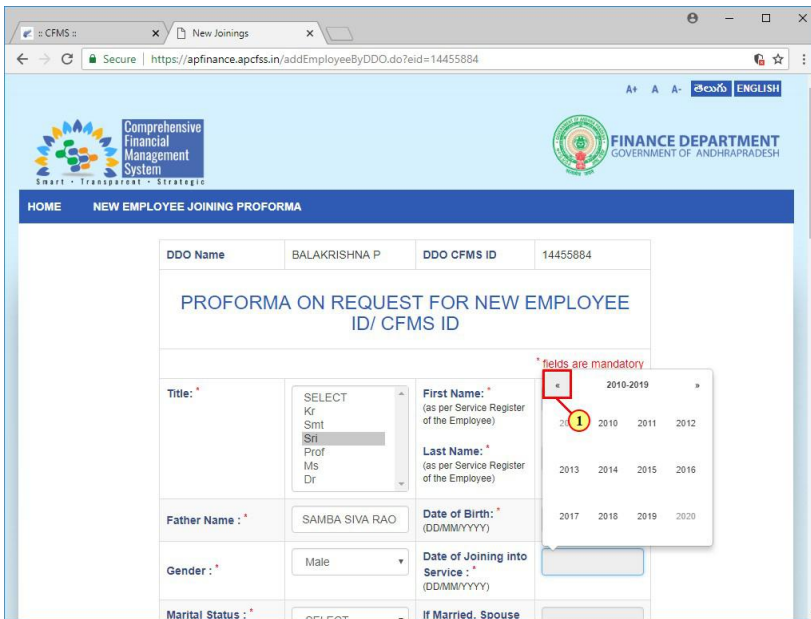 :: CFMS ::
New Joinings
Secure https://apfinance.apcfss.in/addEmployeeByDDO.do?eid=14455884
A+ A A- తెలుగు ENGLISH
Comprehensive
Financial
Management
System
Smart • Transparent • Strategic
FINANCE DEPARTMENT
GOVERNMENT OF ANDHRAPRADESH
HOME NEW EMPLOYEE JOINING PROFORMA
DDO Name BALAKRISHNA P DDO CFMS ID 14455884
PROFORMA ON REQUEST FOR NEW EMPLOYEE
ID/ CFMS ID
* fields are mandatory
Title: *
SELECT
Kr
Smt
Sri
Prof
Ms
Dr
First Name: *
(as per Service Register
of the Employee)
Last Name: *
(as per Service Register
of the Employee)
« 2010-2019 »
1 2010 2011 2012
2013 2014 2015 2016
2017 2018 2019 2020
Father Name : * SAMBA SIVA RAO
Date of Birth: *
(DD/MM/YYYY)
Gender : * Male
Date of Joining into
Service : *
(DD/MM/YYYY)
Marital Status : * SELECT
If Married, Spouse